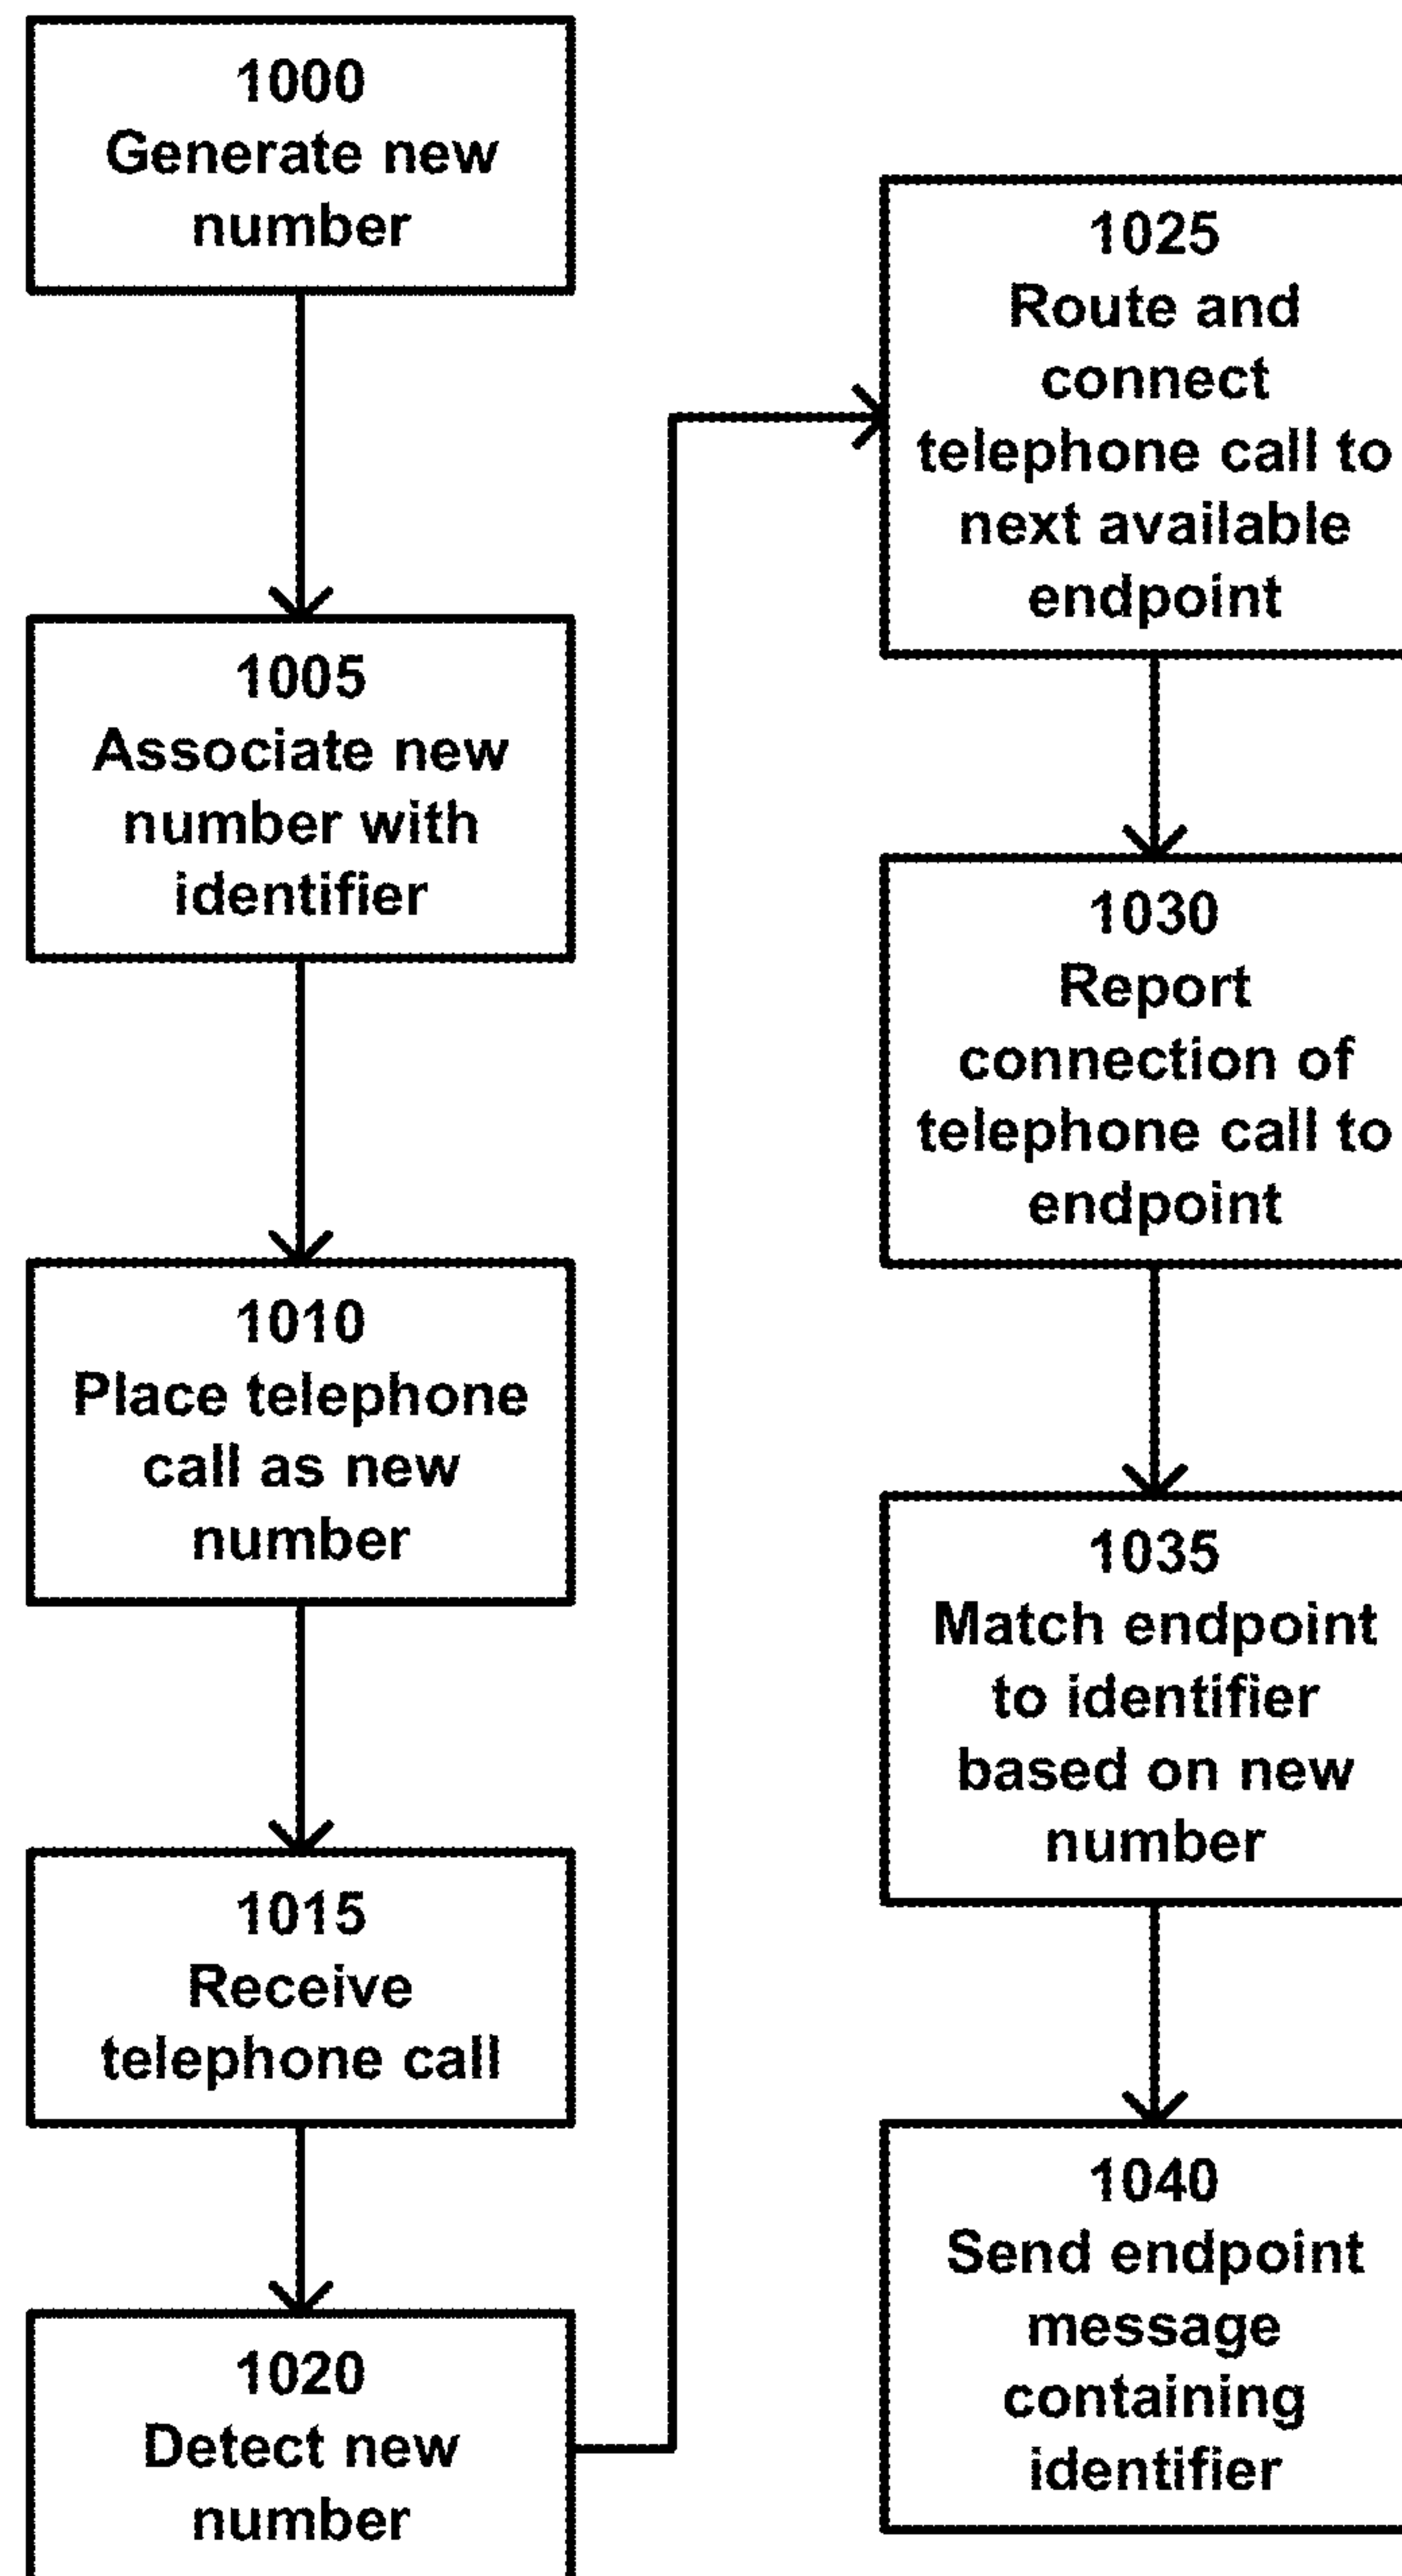 1000
Generate new
number
1005
Associate new
number with
identifier
1010
Place telephone
call as new
number
1015
Receive
telephone call
1020
Detect new
number
1025
Route and
connect
telephone call to
next available
endpoint
1030
Report
connection of
telephone call to
endpoint
1035
Match endpoint
to identifier
based on new
number
1040
Send endpoint
message
containing
identifier